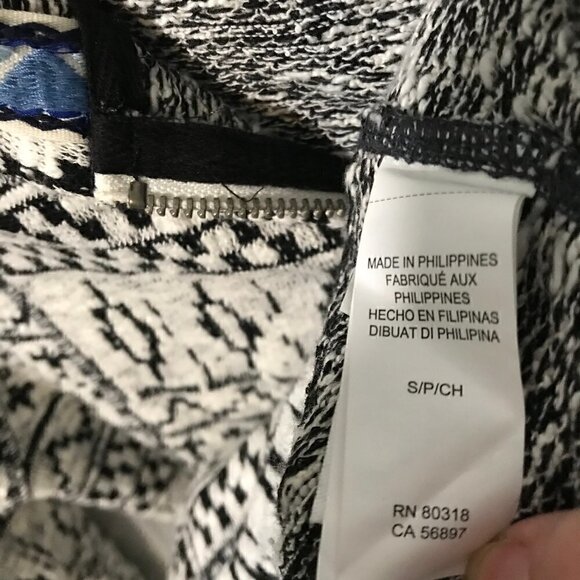 MADE IN PHILIPPINES
FABRIQUÉ AUX
PHILIPPINES
HECHO EN FILIPINAS
DIBUAT DI PHILIPINA
S/P/CH
RN 80318
CA 56897